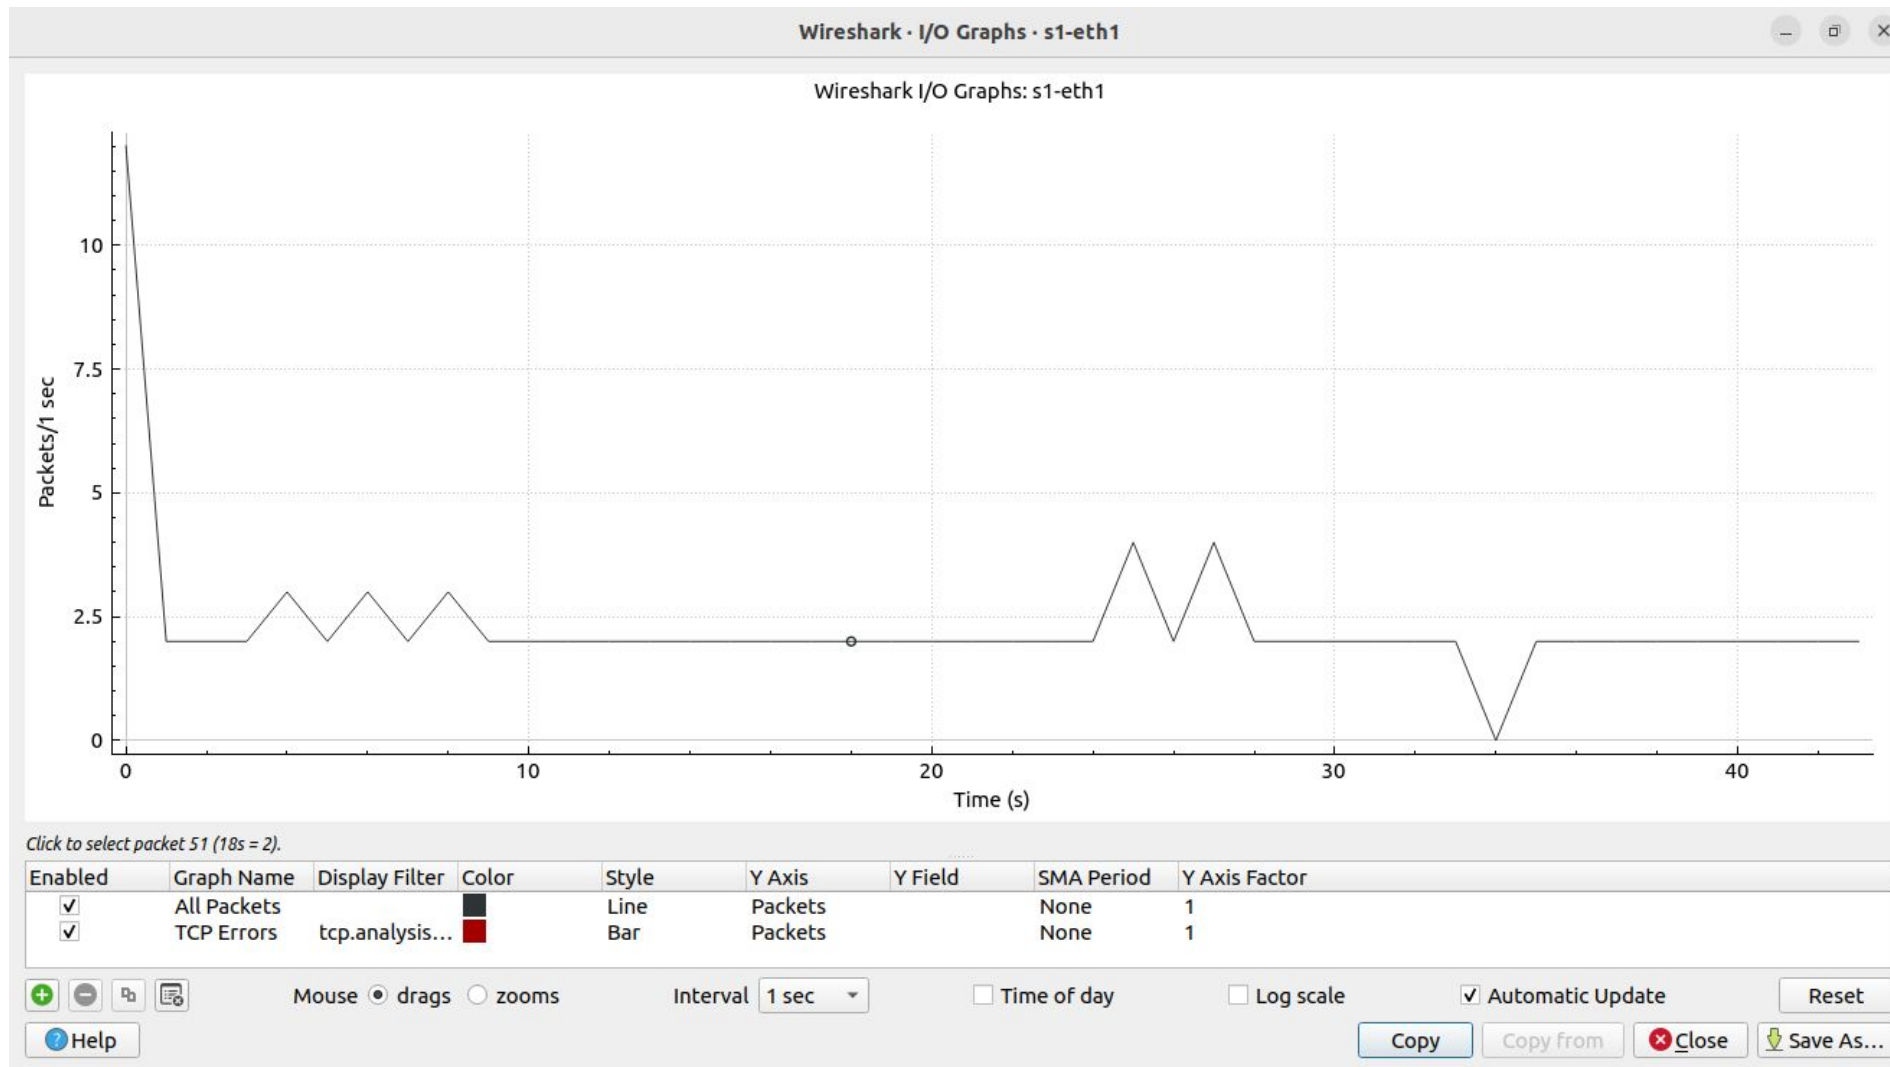 Wireshark · I/O Graphs · s1-eth1
Wireshark I/O Graphs: s1-eth1
Packets/1 sec
10
7.5
5
2.5
0
0 10 20 30 40
Time (s)
Click to select packet 51 (18s = 2).
Enabled Graph Name Display Filter Color Style Y Axis Y Field SMA Period Y Axis Factor
All Packets Line Packets None 1
TCP Errors tcp.analysis… Bar Packets None 1
Mouse drags zooms Interval 1 sec Time of day Log scale Automatic Update Reset
Help Copy Copy from Close Save As…